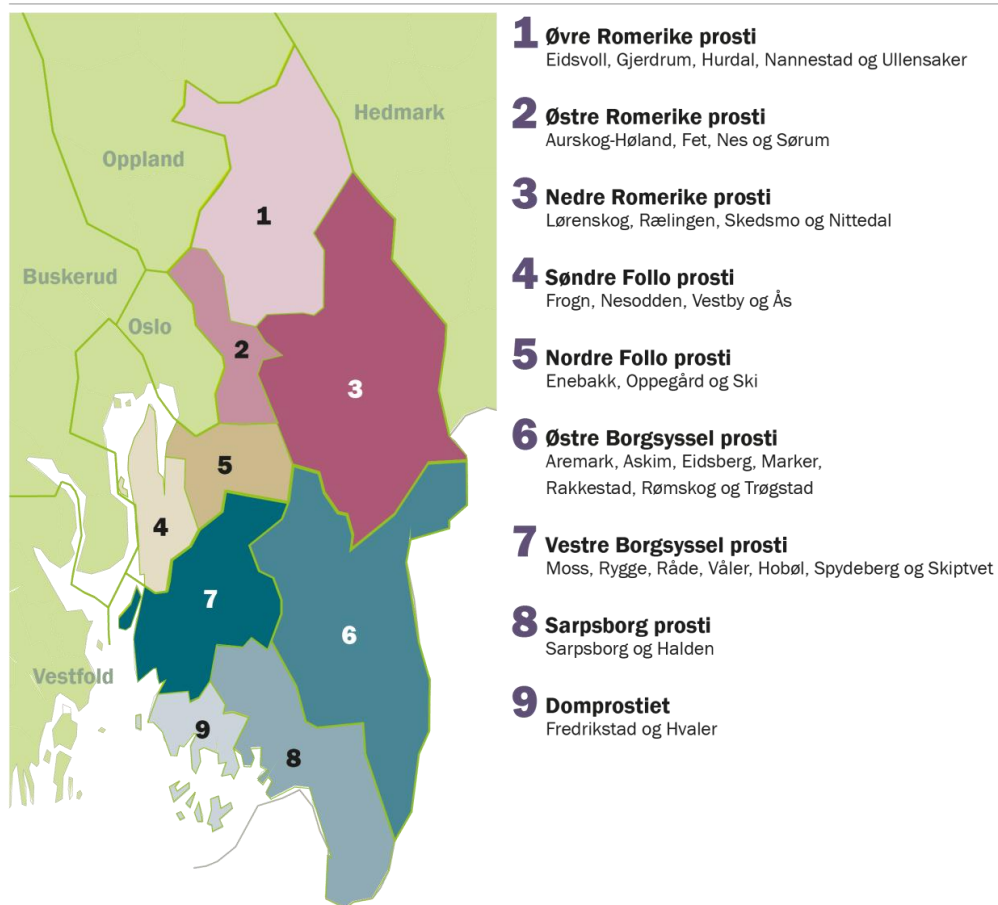 Hedmark
Oppland
1
Buskerud
Oslo
2
3
5
4
7
6
Vestfold
9
8
1 Øvre Romerike prosti
Eidsvoll, Gjerdrum, Hurdal, Nannestad og Ullensaker
2 Østre Romerike prosti
Aurskog-Høland, Fet, Nes og Sørum
3 Nedre Romerike prosti
Lørenskog, Rælingen, Skedsmo og Nittedal
4 Søndre Follo prosti
Frogn, Nesodden, Vestby og Ås
5 Nordre Follo prosti
Enebakk, Oppegård og Ski
6 Østre Borgsyssel prosti
Aremark, Askim, Eidsberg, Marker,
Rakkestad, Rømskog og Trøgstad
7 Vestre Borgsyssel prosti
Moss, Rygge, Råde, Våler, Hobøl, Spydeberg og Skiptvet
8 Sarpsborg prosti
Sarpsborg og Halden
9 Domprostiet
Fredrikstad og Hvaler